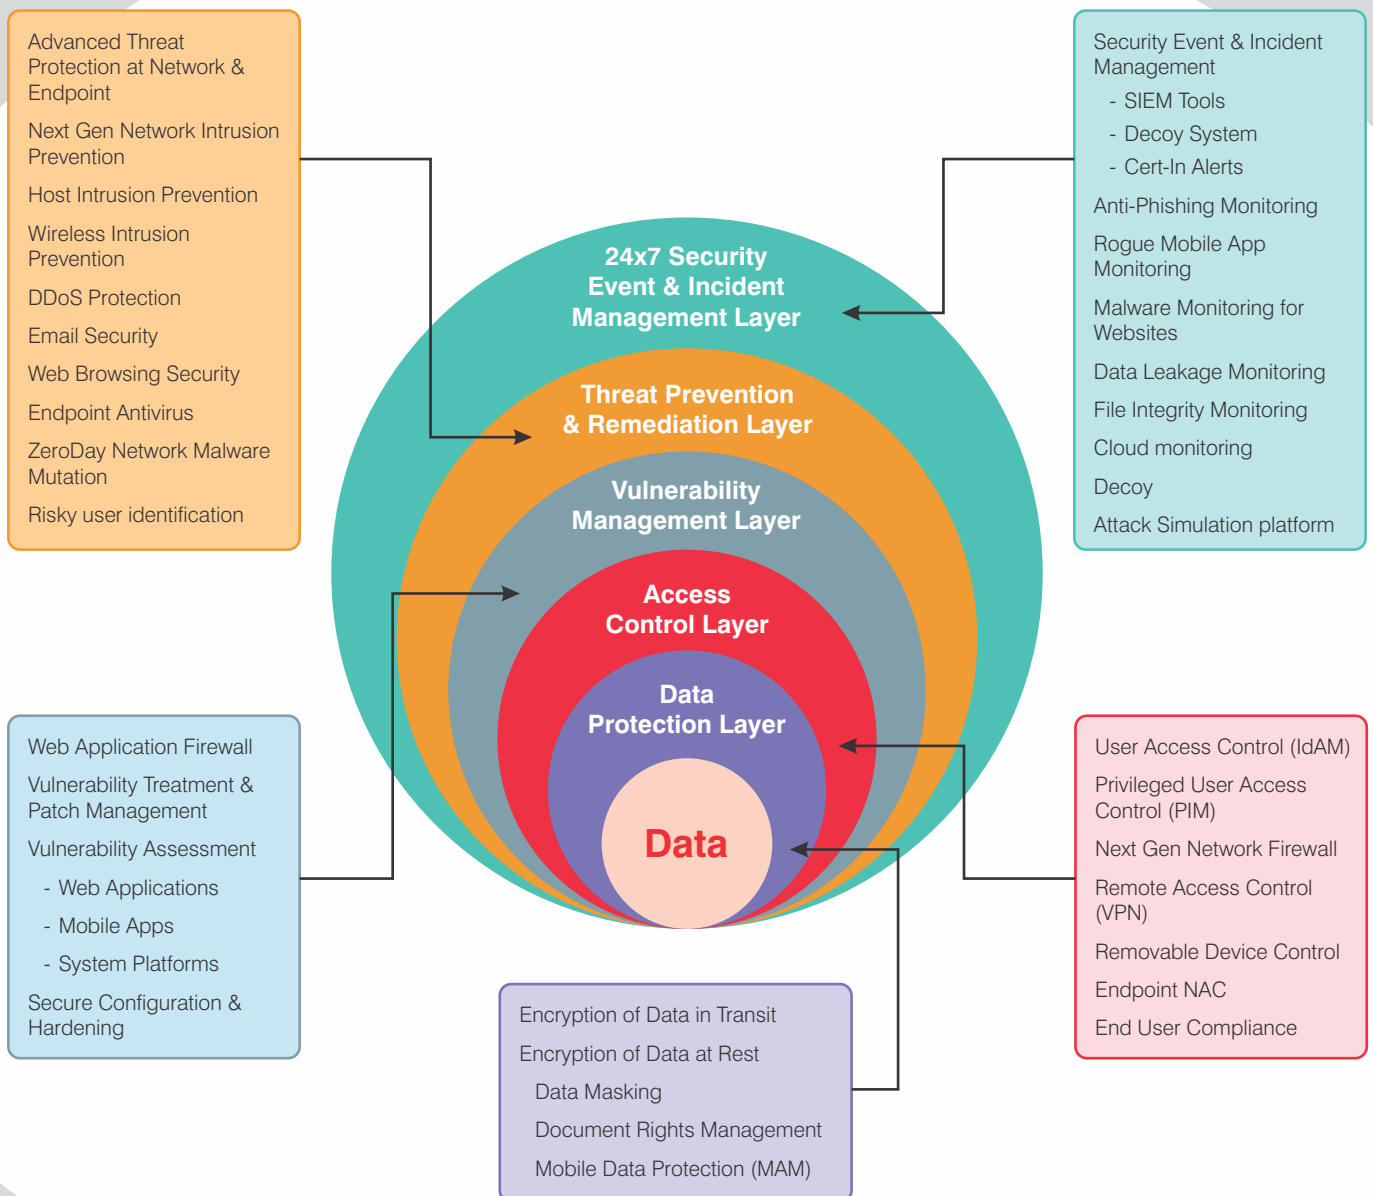 Advanced Threat
Protection at Network &
Endpoint
Next Gen Network Intrusion
Prevention
Host Intrusion Prevention
Wireless Intrusion
Prevention
DDoS Protection
Email Security
Web Browsing Security
Endpoint Antivirus
ZeroDay Network Malware
Mutation
Risky user identification
Security Event & Incident
Management
- SIEM Tools
- Decoy System
- Cert-In Alerts
Anti-Phishing Monitoring
Rogue Mobile App
Monitoring
Malware Monitoring for
Websites
Data Leakage Monitoring
File Integrity Monitoring
Cloud monitoring
Decoy
Attack Simulation platform
24x7 Security
Event & Incident
Management Layer
Threat Prevention
& Remediation Layer
Vulnerability
Management Layer
Access
Control Layer
Data
Protection Layer
Data
Web Application Firewall
Vulnerability Treatment &
Patch Management
Vulnerability Assessment
- Web Applications
- Mobile Apps
- System Platforms
Secure Configuration &
Hardening
User Access Control (IdAM)
Privileged User Access
Control (PIM)
Next Gen Network Firewall
Remote Access Control
(VPN)
Removable Device Control
Endpoint NAC
End User Compliance
Encryption of Data in Transit
Encryption of Data at Rest
Data Masking
Document Rights Management
Mobile Data Protection (MAM)